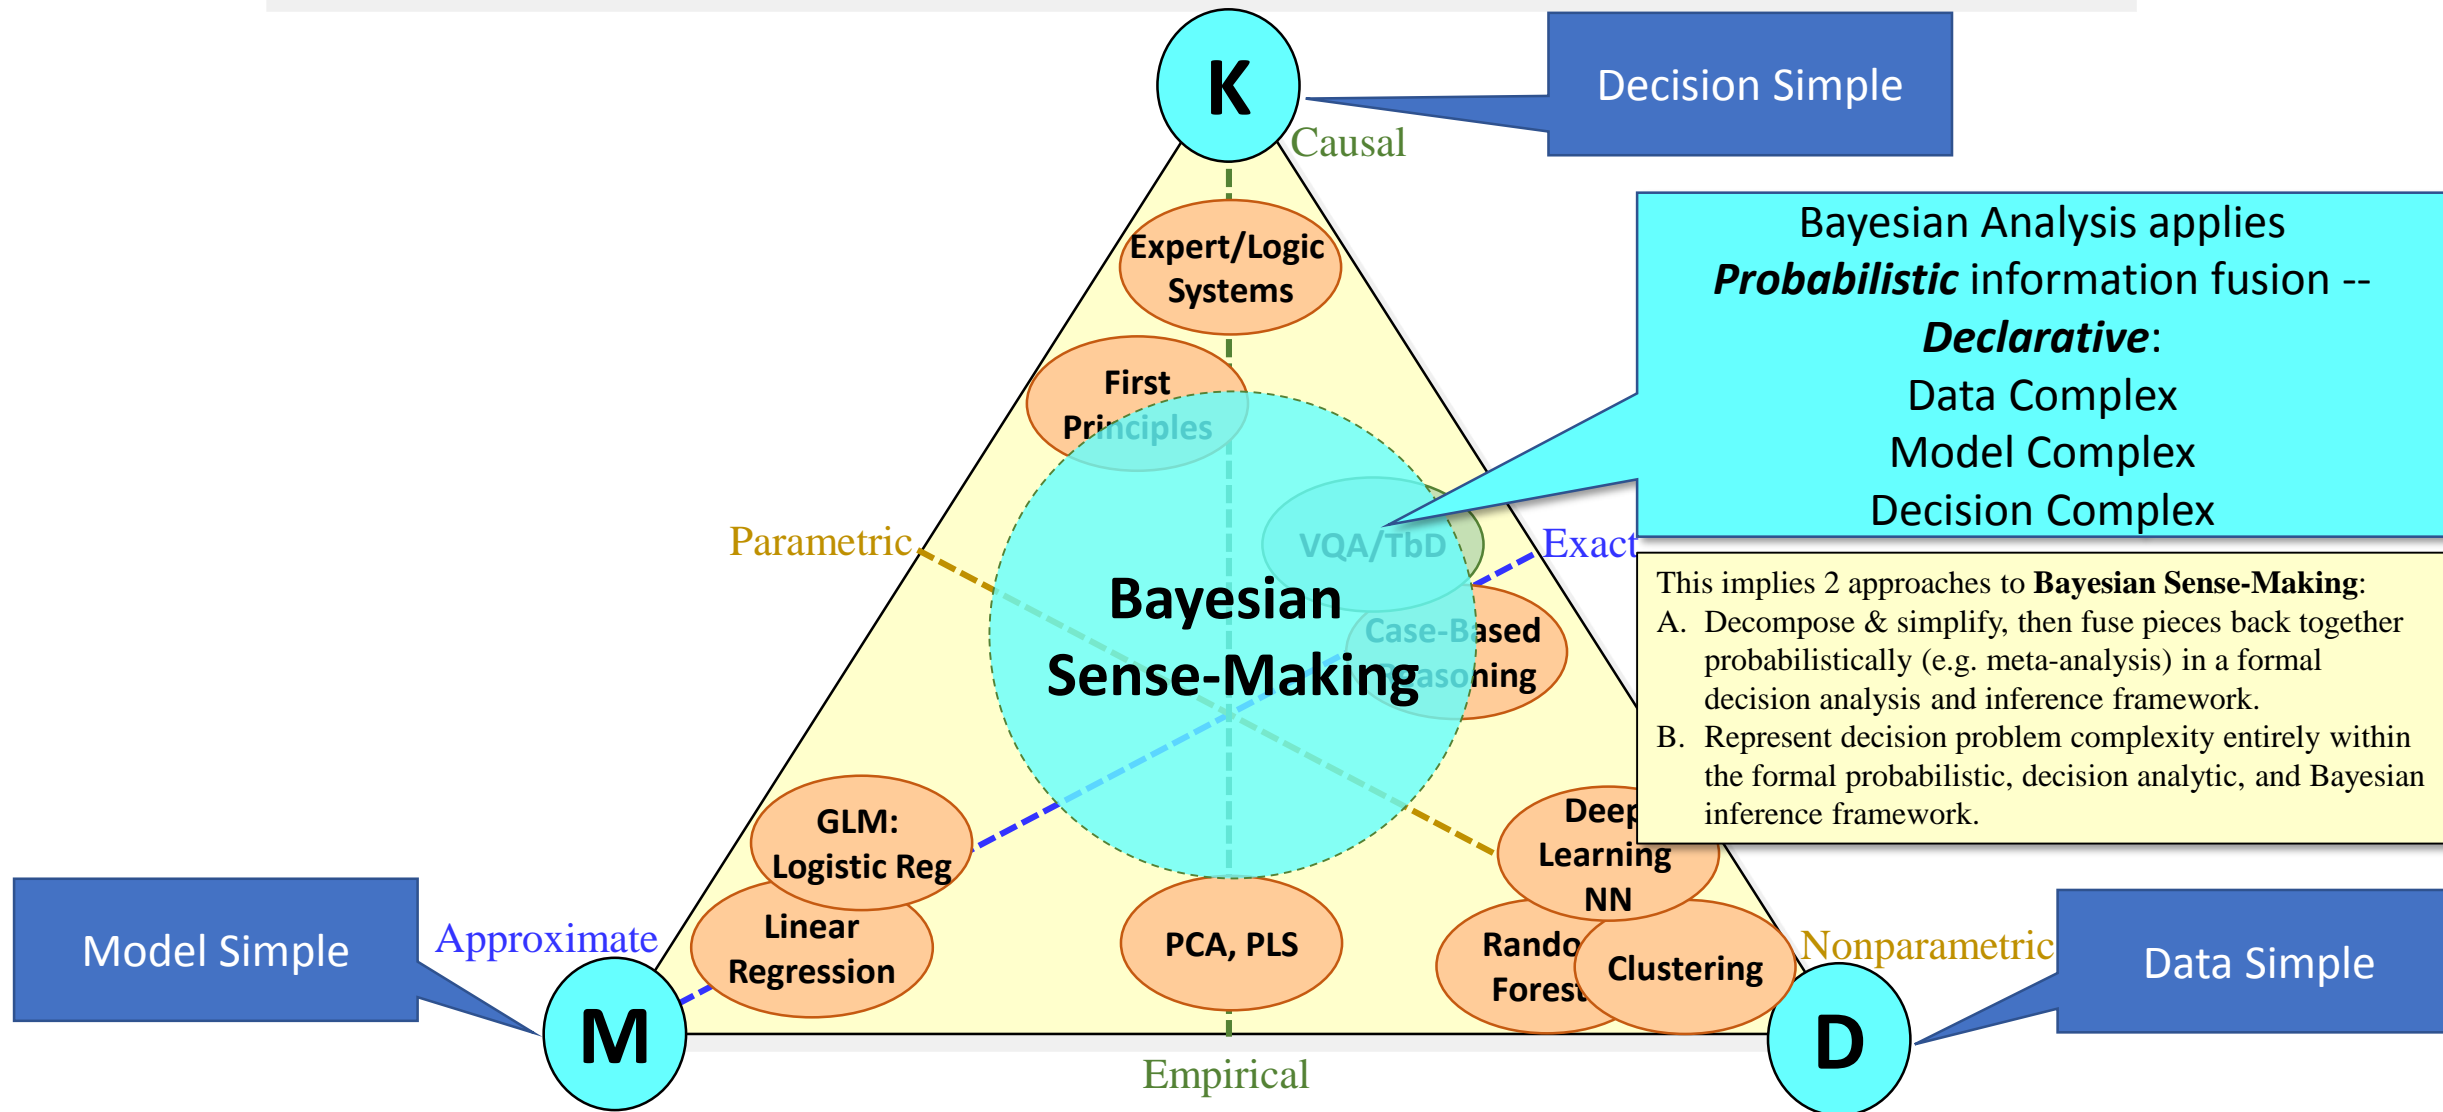 K
Decision Simple
Causal
Expert/Logic
Systems
Bayesian Analysis applies
Probabilistic information fusion --
Declarative:
Data Complex
Model Complex
Decision Complex
First
Principles
VQA/TbD
Parametric
Exact
Bayesian
Sense-Making
Case-Based
Reasoning
This implies 2 approaches to Bayesian Sense-Making:
A. Decompose & simplify, then fuse pieces back together
probabilistically (e.g. meta-analysis) in a formal
decision analysis and inference framework.
B. Represent decision problem complexity entirely within
the formal probabilistic, decision analytic, and Bayesian
inference framework.
GLM:
Logistic Reg
Deep
Learning
NN
Model Simple
Approximate
Linear
Regression
PCA, PLS
Rando
Forest
Clustering
Nonparametric
Data Simple
M
D
Empirical